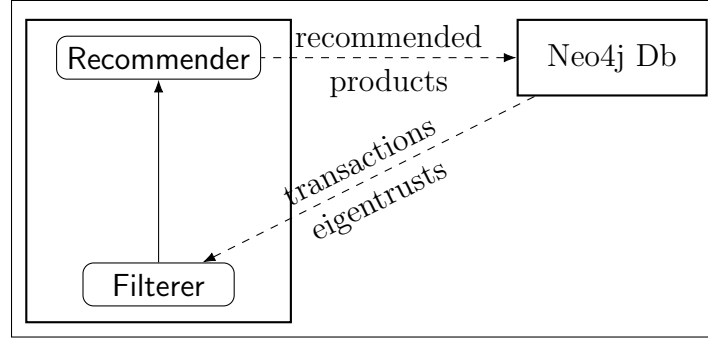 Recommender
recommended
products
Neo4j Db
transactions
eigentrusts
Filterer